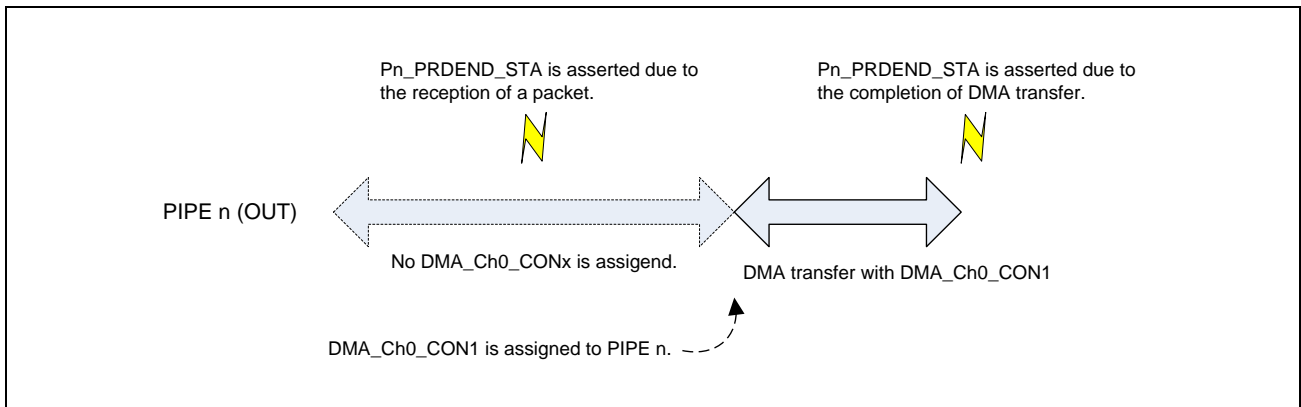 Pn_PRDEND_STA is asserted due to
the reception of a packet.
Pn_PRDEND_STA is asserted due to
the completion of DMA transfer.
PIPE n (OUT)
No DMA_Ch0_CONx is assigend.
DMA transfer with DMA_Ch0_CON1
DMA_Ch0_CON1 is assigned to PIPE n.